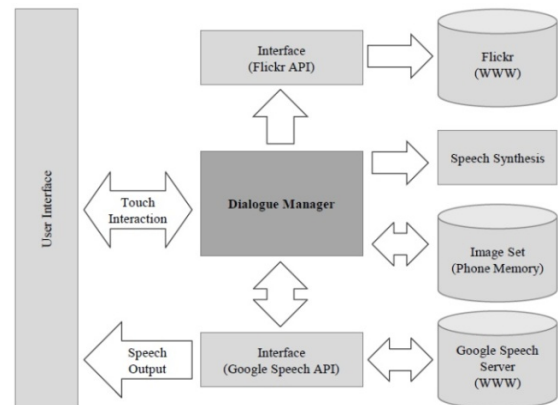 Interface
(Flickr API)
Flickr
(WWW)
Speech Synthesis
User Interface
Touch
Interaction
Dialogue Manager
Image Set
(Phone Memory)
Speech
Output
Interface
(Google Speech API)
Google Speech
Server
(WWW)